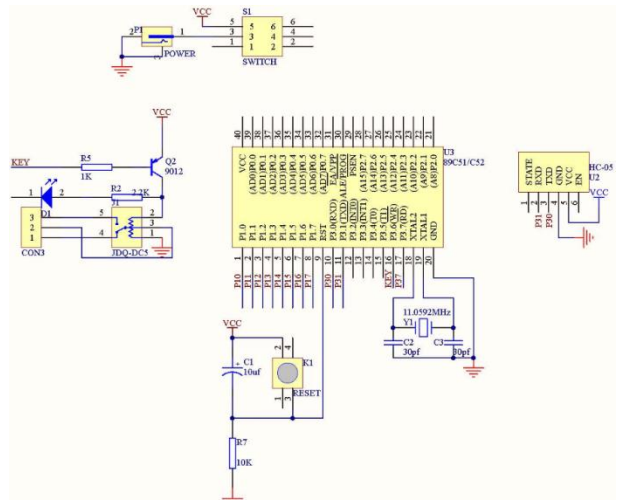 VCC
P1
2
1
POWER
S1
5
6
3
4
1
2
5
6
3
4
1
2
SWITCH
VCC
KEY
R5
1K
Q2
9012
1
2
R2
2.2K
D1
J1
3
2
1
5
4
2
3
1
CON3
JDQ-DC5
40
39
38
37
36
35
34
33
32
31
30
29
28
27
26
25
24
23
22
21
VCC
(AD0)P0.0
(AD1)P0.1
(AD2)P0.2
(AD3)P0.3
(AD4)P0.4
(AD5)P0.5
(AD6)P0.6
(AD7)P0.7
EA/VPP
ALE/PROG
PSEN
(A15)P2.7
(A14)P2.6
(A13)P2.5
(A12)P2.4
(A11)P2.3
(A10)P2.2
(A9)P2.1
(A8)P2.0
U3
89C51/C52
P1.0
P1.1
P1.2
P1.3
P1.4
P1.5
P1.6
P1.7
RST
P3.0(RXD)
P3.1(TXD)
P3.2(INT0)
P3.3(INT1)
P3.4(T0)
P3.5(T1)
P3.6(WR)
P3.7(RD)
XTAL2
XTAL1
GND
1
2
3
4
5
6
7
8
9
10
11
12
13
14
15
16
17
18
19
20
P10
P11
P12
P13
P14
P15
P16
P17
P30
P31
KEY
P37
STATE
RXD
TXD
GND
VCC
EN
HC-05
U2
VCC
1
2
3
4
5
6
P31
P30
11.0592MHz
Y1
C2
C3
30pf
30pf
VCC
C1
10uf
2
4
K1
RESET
1
3
R7
10K